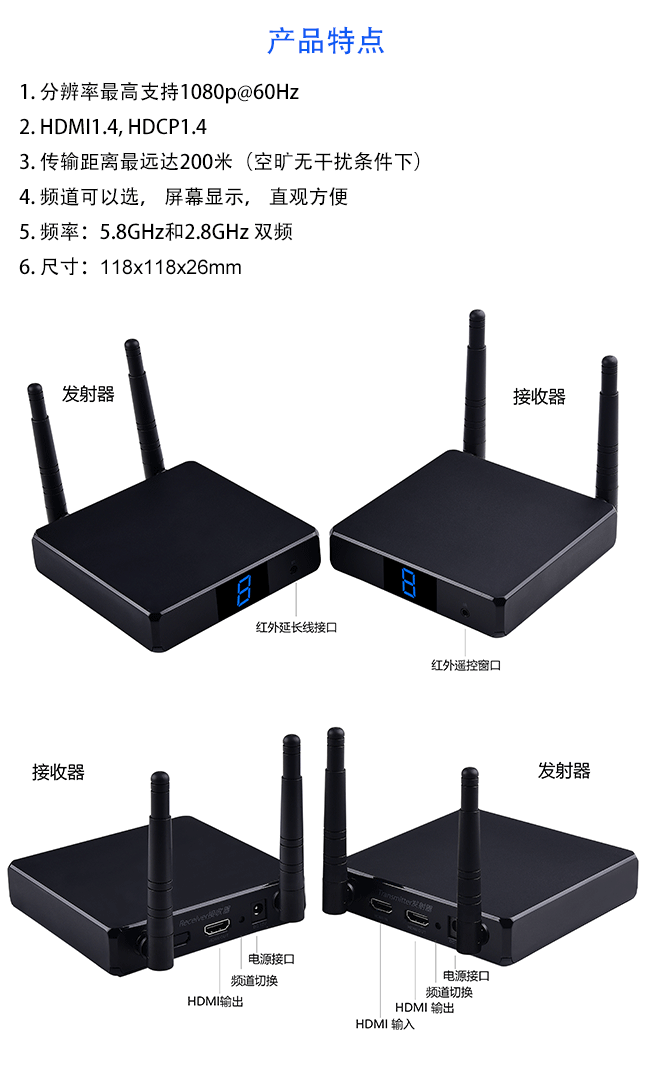 产品特点
1. 分辨率最高支持1080p@60Hz
2. HDMI1.4, HDCP1.4
3. 传输距离最远达200米（空旷无干扰条件下）
4. 频道可以选， 屏幕显示， 直观方便
5. 频率：5.8GHz和2.8GHz 双频
6. 尺寸：118x118x26mm
发射器
接收器
8
8
红外延长线接口
红外遥控窗口
接收器
发射器
Receiver接收器
Transmitter发射器
电源接口
频道切换
HDMI输出
电源接口
频道切换
HDMI 输出
HDMI 输入